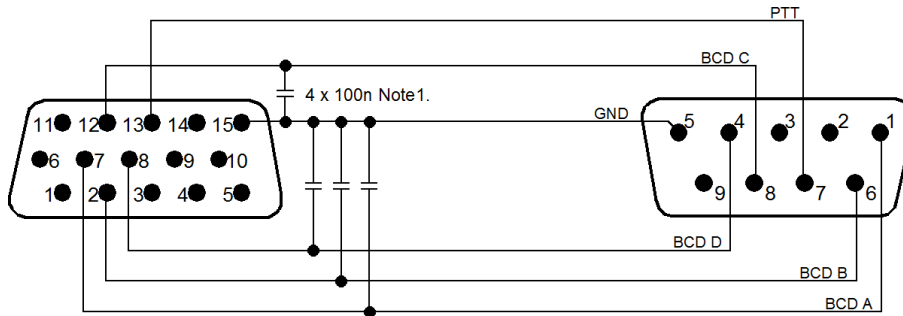 PTT
BCD C
4 x 100n Note1.
GND
11 12 13 14 15
6 7 8 9 10
1 2 3 4 5
5 4 3 2 1
9 8 7 6
BCD D
BCD B
BCD A